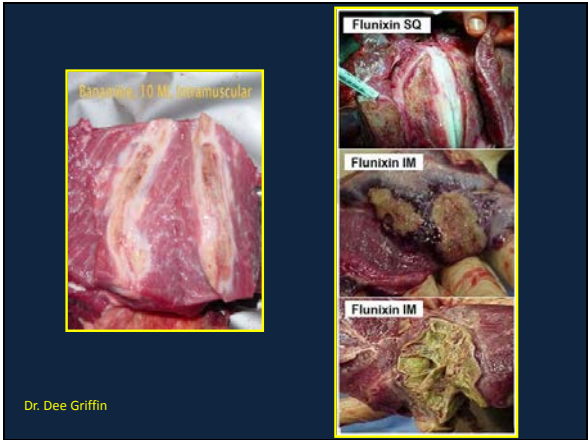 Banamine, 10 ML Intramuscular
Flunixin SQ
Flunixin IM
Flunixin IM
Dr. Dee Griffin